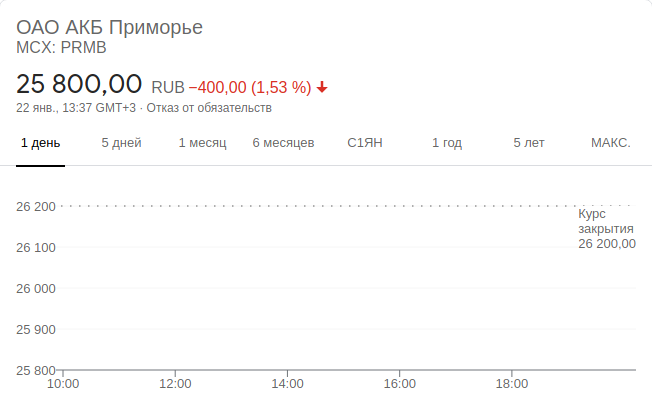 ОАО АКБ Приморье
MCX: PRMB
25 800,00 RUB −400,00 (1,53 %)
22 янв., 13:37 GMT+3 · Отказ от обязательств
1 день 5 дней 1 месяц 6 месяцев С1ЯН 1 год 5 лет МАКС.
26 200
Курс
закрытия
26 200,00
26 100
26 000
25 900
25 800
10:00 12:00 14:00 16:00 18:00